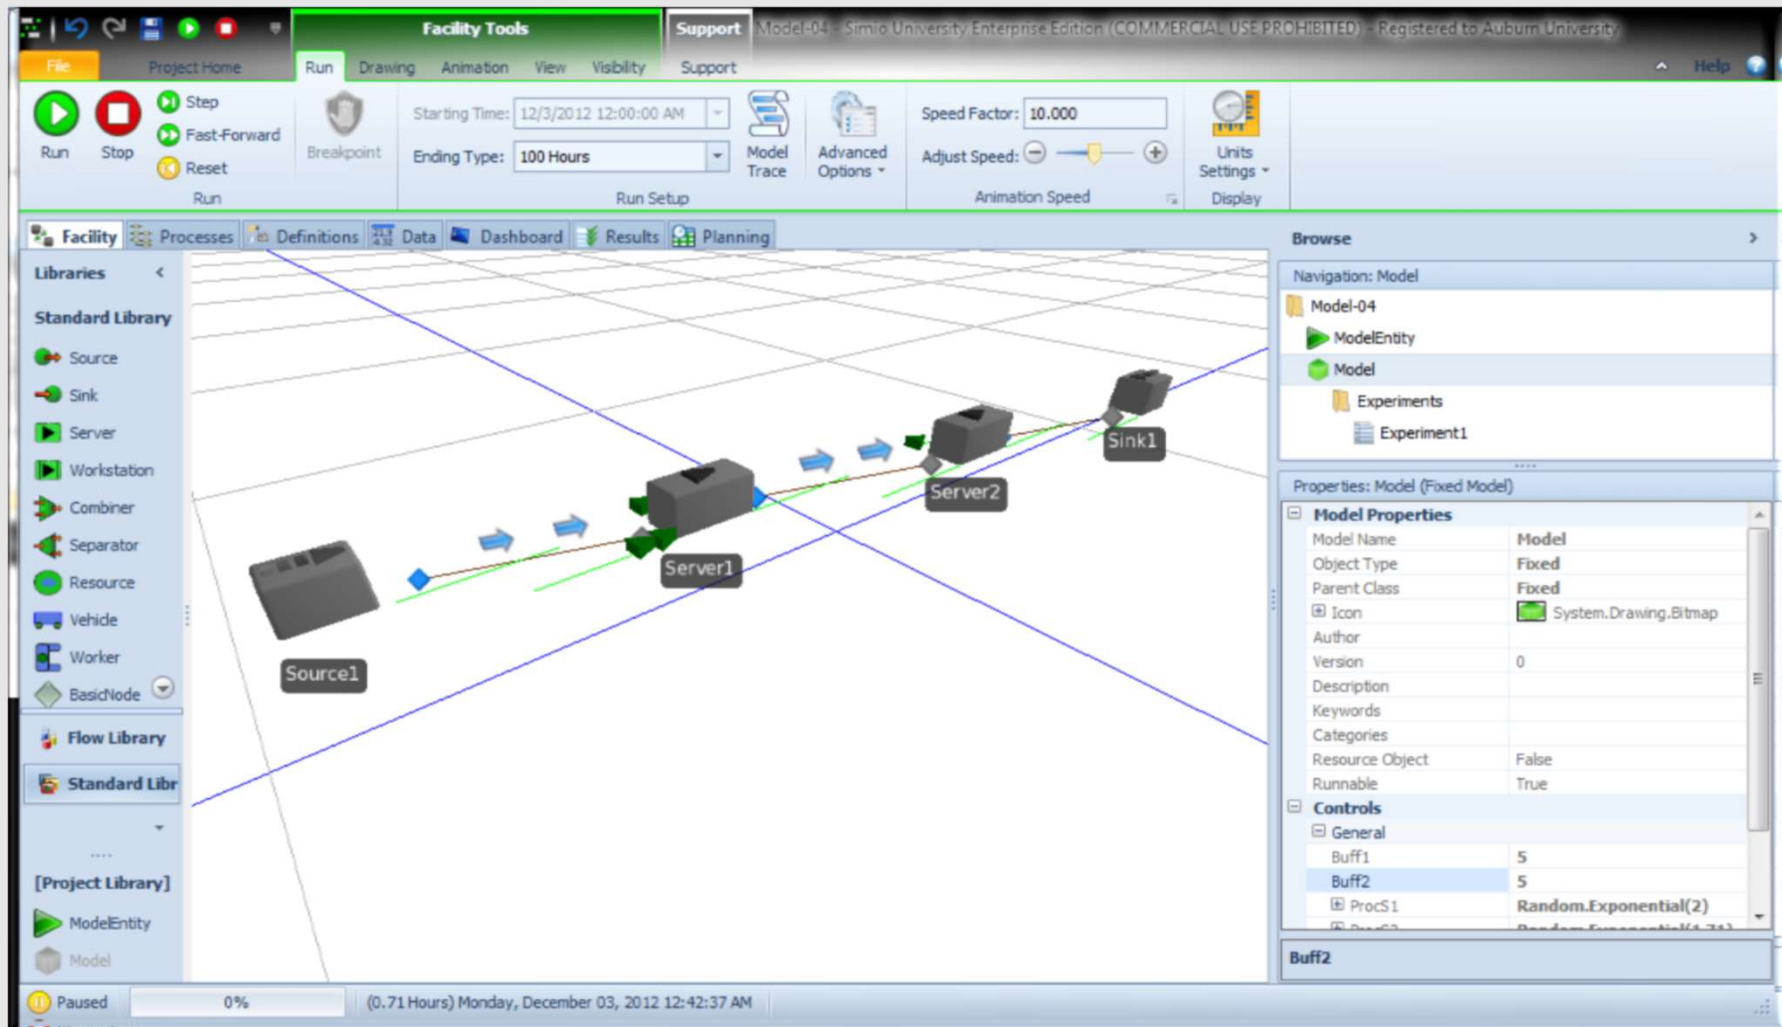 Facility Tools Support Model-04 - Simio University Enterprise Edition (COMMERCIAL USE PROHIBITED) - Registered to Auburn University
File Project Home Run Drawing Animation View Visibility Support Help
Run
Stop
Step
Fast-Forward
Reset
Run
Breakpoint
Starting Time: 12/3/2012 12:00:00 AM
Ending Type: 100 Hours
Model
Trace
Advanced
Options
Run Setup
Speed Factor: 10.000
Adjust Speed:
Animation Speed
Units
Settings
Display
Facility Processes Definitions Data Dashboard Results Planning
Libraries
Standard Library
Source
Sink
Server
Workstation
Combiner
Separator
Resource
Vehicle
Worker
BasicNode
Flow Library
Standard Libr
[Project Library]
ModelEntity
Model
Source1
Server1
Server2
Sink1
Browse
Navigation: Model
Model-04
ModelEntity
Model
Experiments
Experiment1
Properties: Model (Fixed Model)
Model Properties
Model Name Model
Object Type Fixed
Parent Class Fixed
Icon System.Drawing.Bitmap
Author
Version 0
Description
Keywords
Categories
Resource Object False
Runnable True
Controls
General
Buff1 5
Buff2 5
ProcS1 Random.Exponential(2)
Buff2
Paused 0% (0.71 Hours) Monday, December 03, 2012 12:42:37 AM